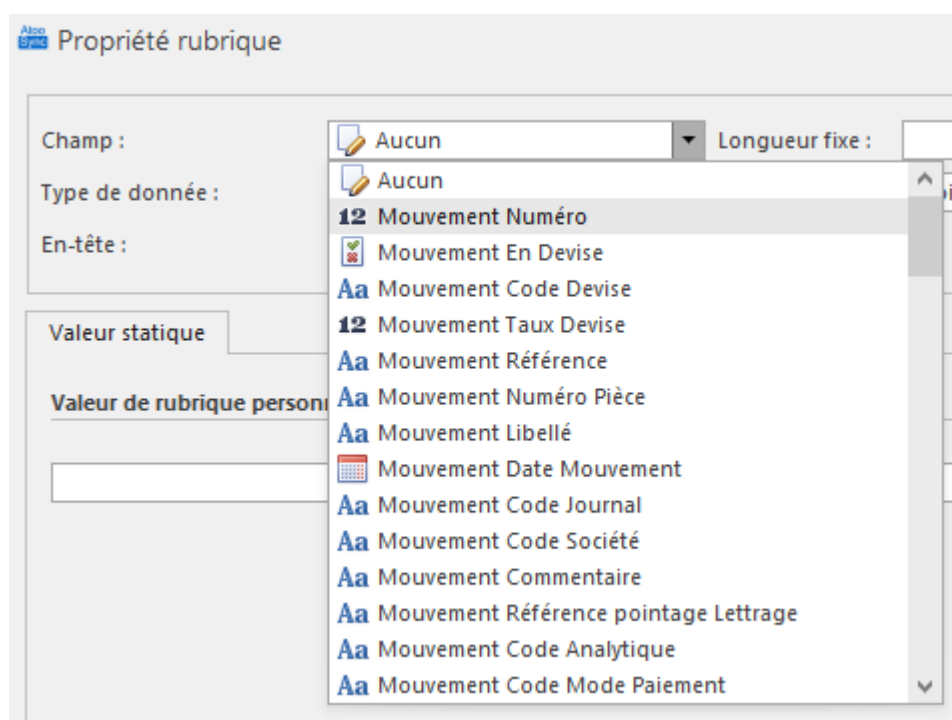 Atoo
Sync
Propriété rubrique
Champ :
Aucun
Longueur fixe :
Type de donnée :
En-tête :
Aucun
12 Mouvement Numéro
Mouvement En Devise
Aa Mouvement Code Devise
12 Mouvement Taux Devise
Aa Mouvement Référence
Aa Mouvement Numéro Pièce
Aa Mouvement Libellé
Mouvement Date Mouvement
Aa Mouvement Code Journal
Aa Mouvement Code Société
Aa Mouvement Commentaire
Aa Mouvement Référence pointage Lettrage
Aa Mouvement Code Analytique
Aa Mouvement Code Mode Paiement
Valeur statique
Valeur de rubrique person